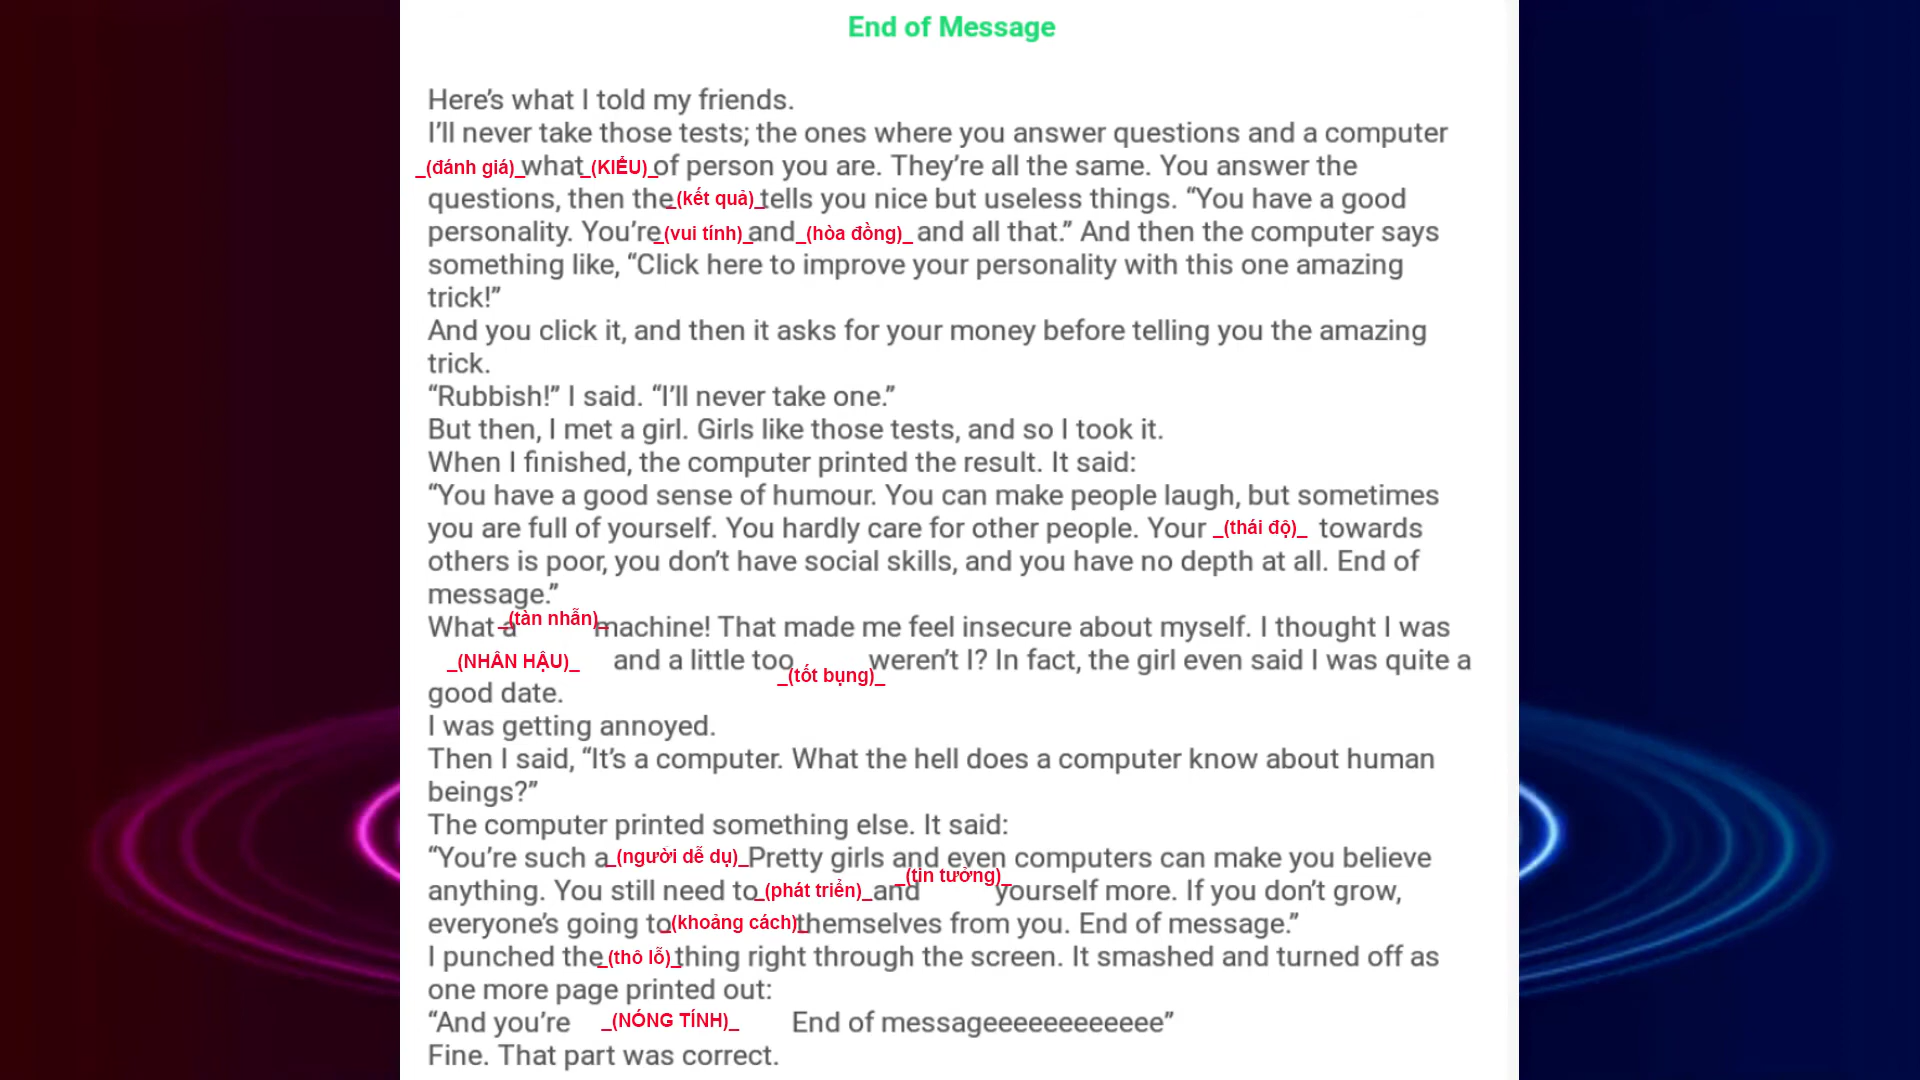 End of Message
Here’s what I told my friends.
I’ll never take those tests; the ones where you answer questions and a computer
_(đánh giá)_what_(KIỂU)_of person you are. They’re all the same. You answer the
questions, then the_(kết quả)_tells you nice but useless things. “You have a good
personality. You’re_(vui tính)_and_(hòa đồng)_ and all that.” And then the computer says
something like, “Click here to improve your personality with this one amazing
trick!”
And you click it, and then it asks for your money before telling you the amazing
trick.
“Rubbish!” I said. “I’ll never take one.”
But then, I met a girl. Girls like those tests, and so I took it.
When I finished, the computer printed the result. It said:
“You have a good sense of humour. You can make people laugh, but sometimes
you are full of yourself. You hardly care for other people. Your _(thái độ)_ towards
others is poor, you don’t have social skills, and you have no depth at all. End of
message.”
What a _(tàn nhẫn)_ machine! That made me feel insecure about myself. I thought I was
_(NHÂN HẬU)_ and a little too _(tốt bụng)_ weren’t I? In fact, the girl even said I was quite a
good date.
I was getting annoyed.
Then I said, “It’s a computer. What the hell does a computer know about human
beings?”
The computer printed something else. It said:
“You’re such a_(người dễ dụ)_Pretty girls and even computers can make you believe
anything. You still need to_(phát triển)_and _(tin tưởng)_ yourself more. If you don’t grow,
everyone’s going to_(khoảng cách)_themselves from you. End of message.”
I punched the_(thô lỗ)_thing right through the screen. It smashed and turned off as
one more page printed out:
“And you’re _(NÓNG TÍNH)_ End of messageeeeeeeeeeee”
Fine. That part was correct.